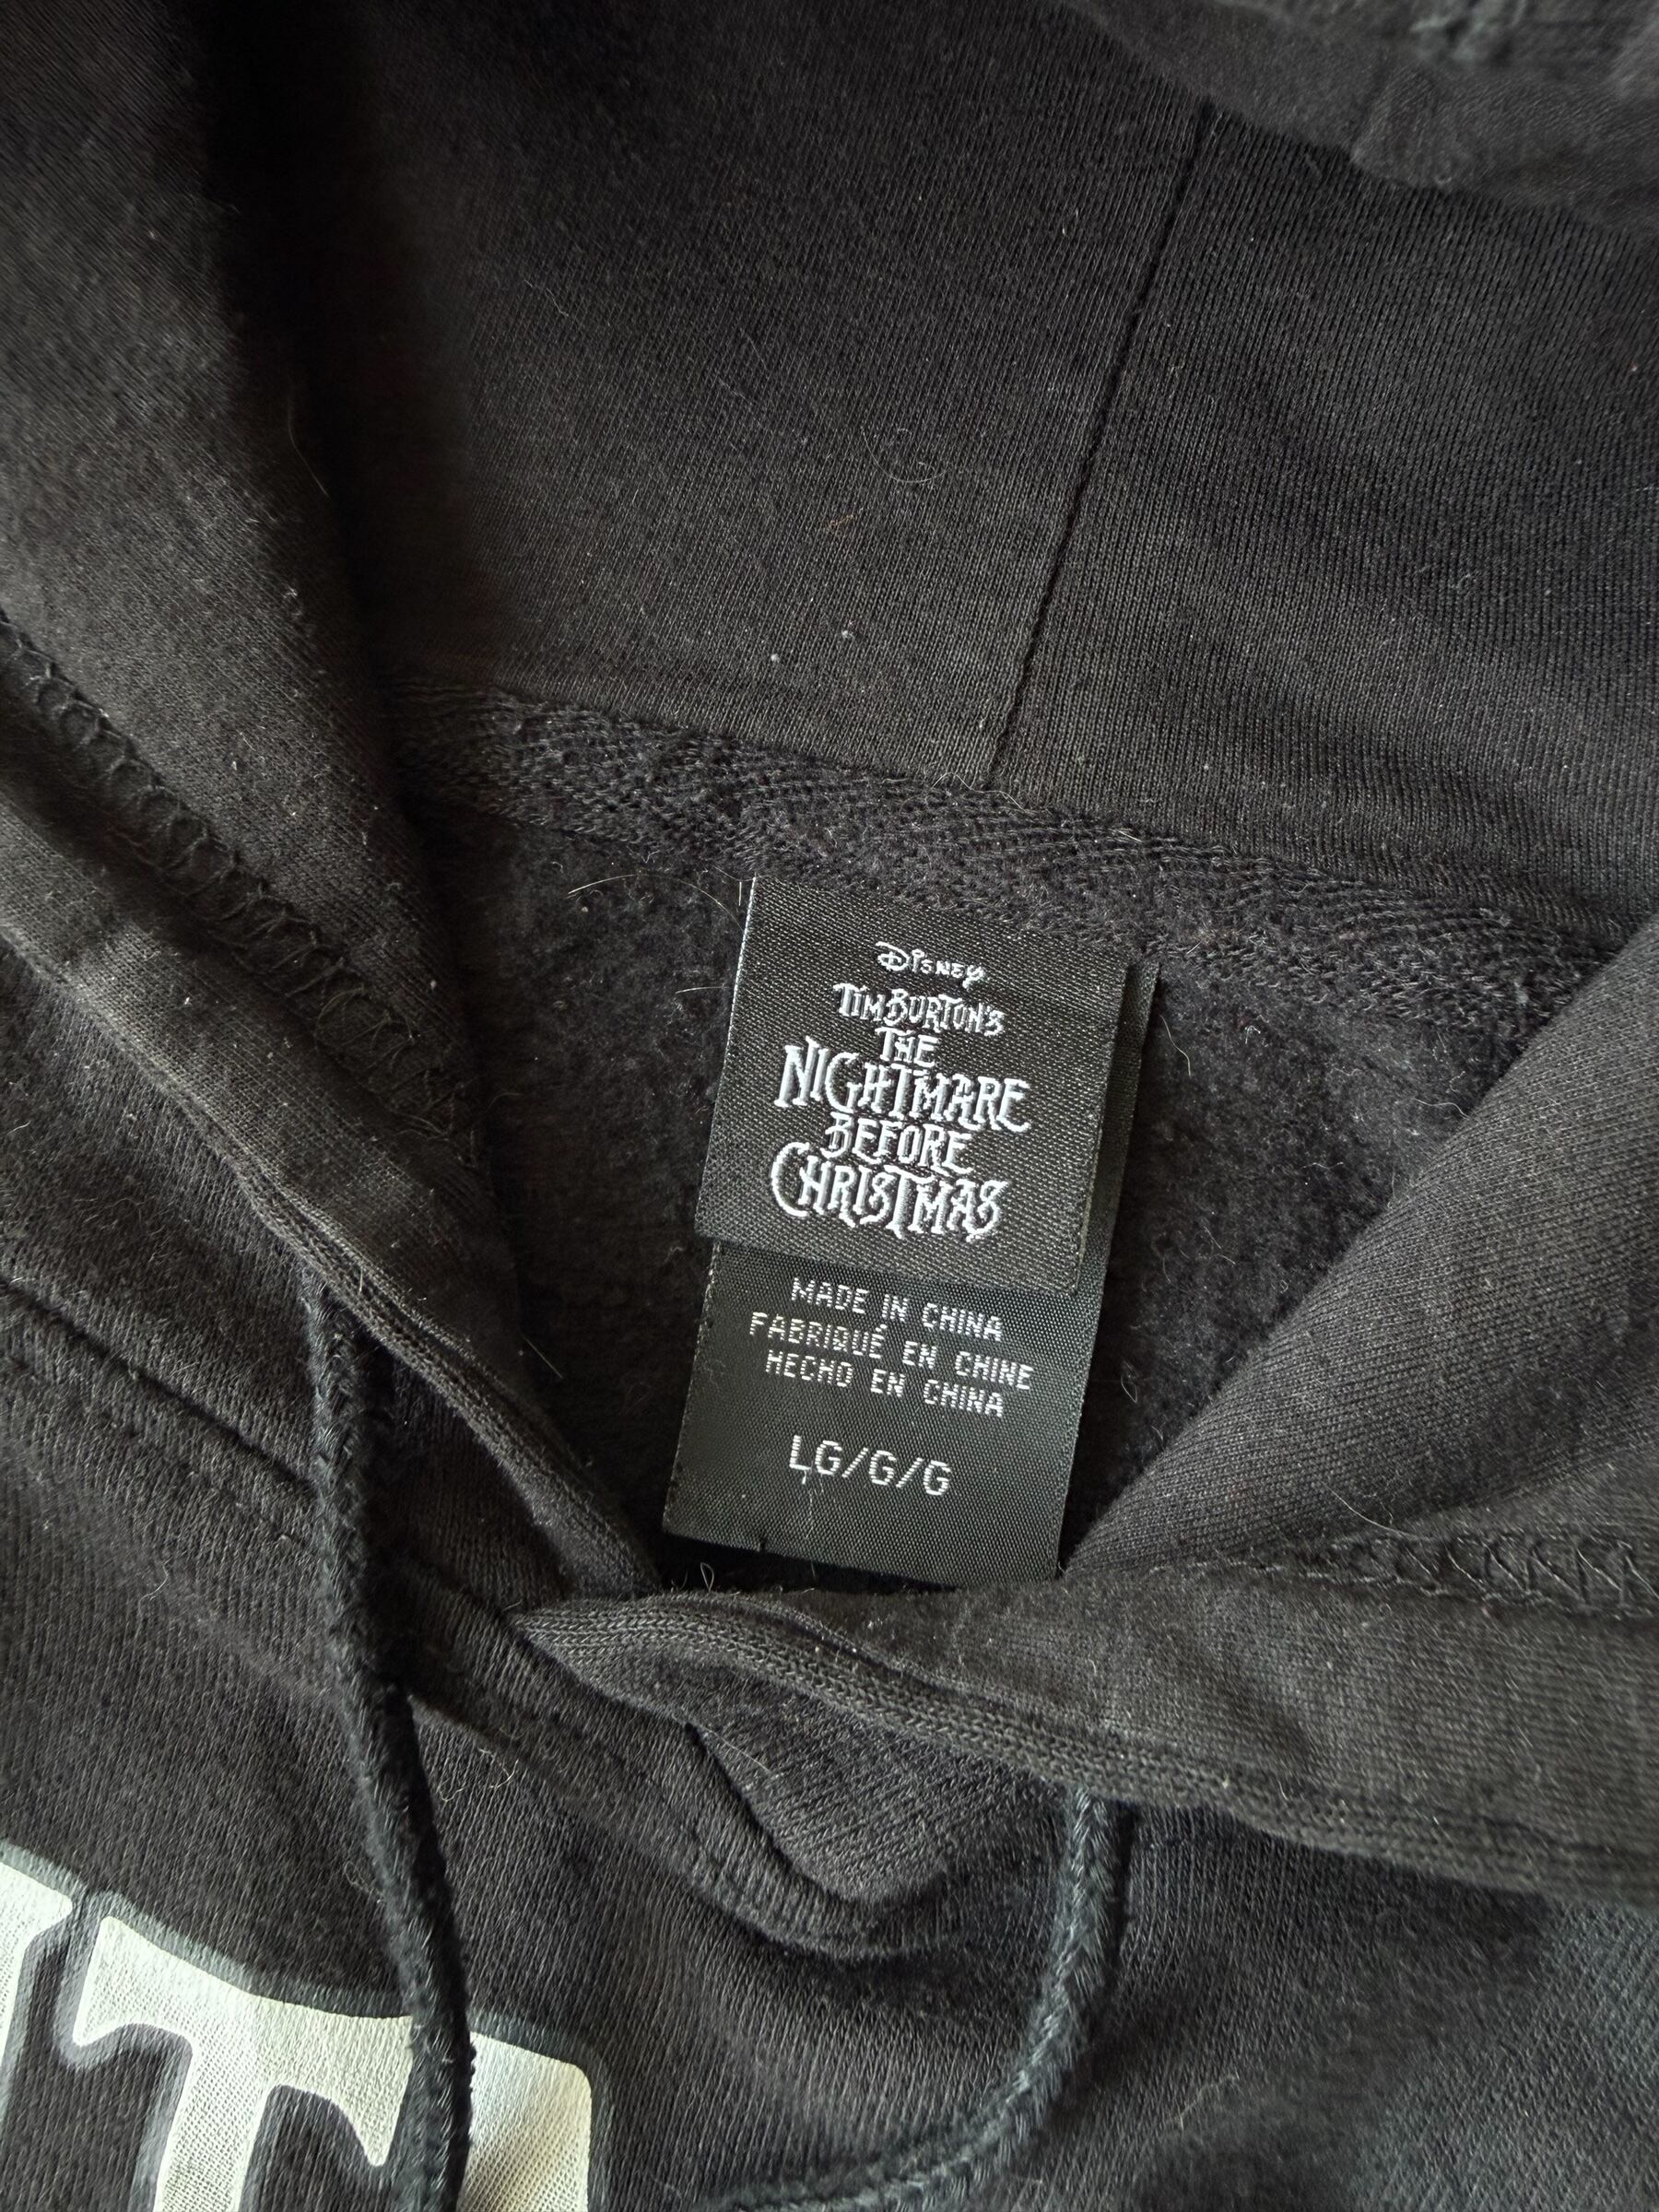 DISNEY
TIM BURTON'S
THE
NIGHTMARE
BEFORE
CHRISTMAS
MADE IN CHINA
FABRIQUÉ EN CHINE
HECHO EN CHINA
LG/G/G